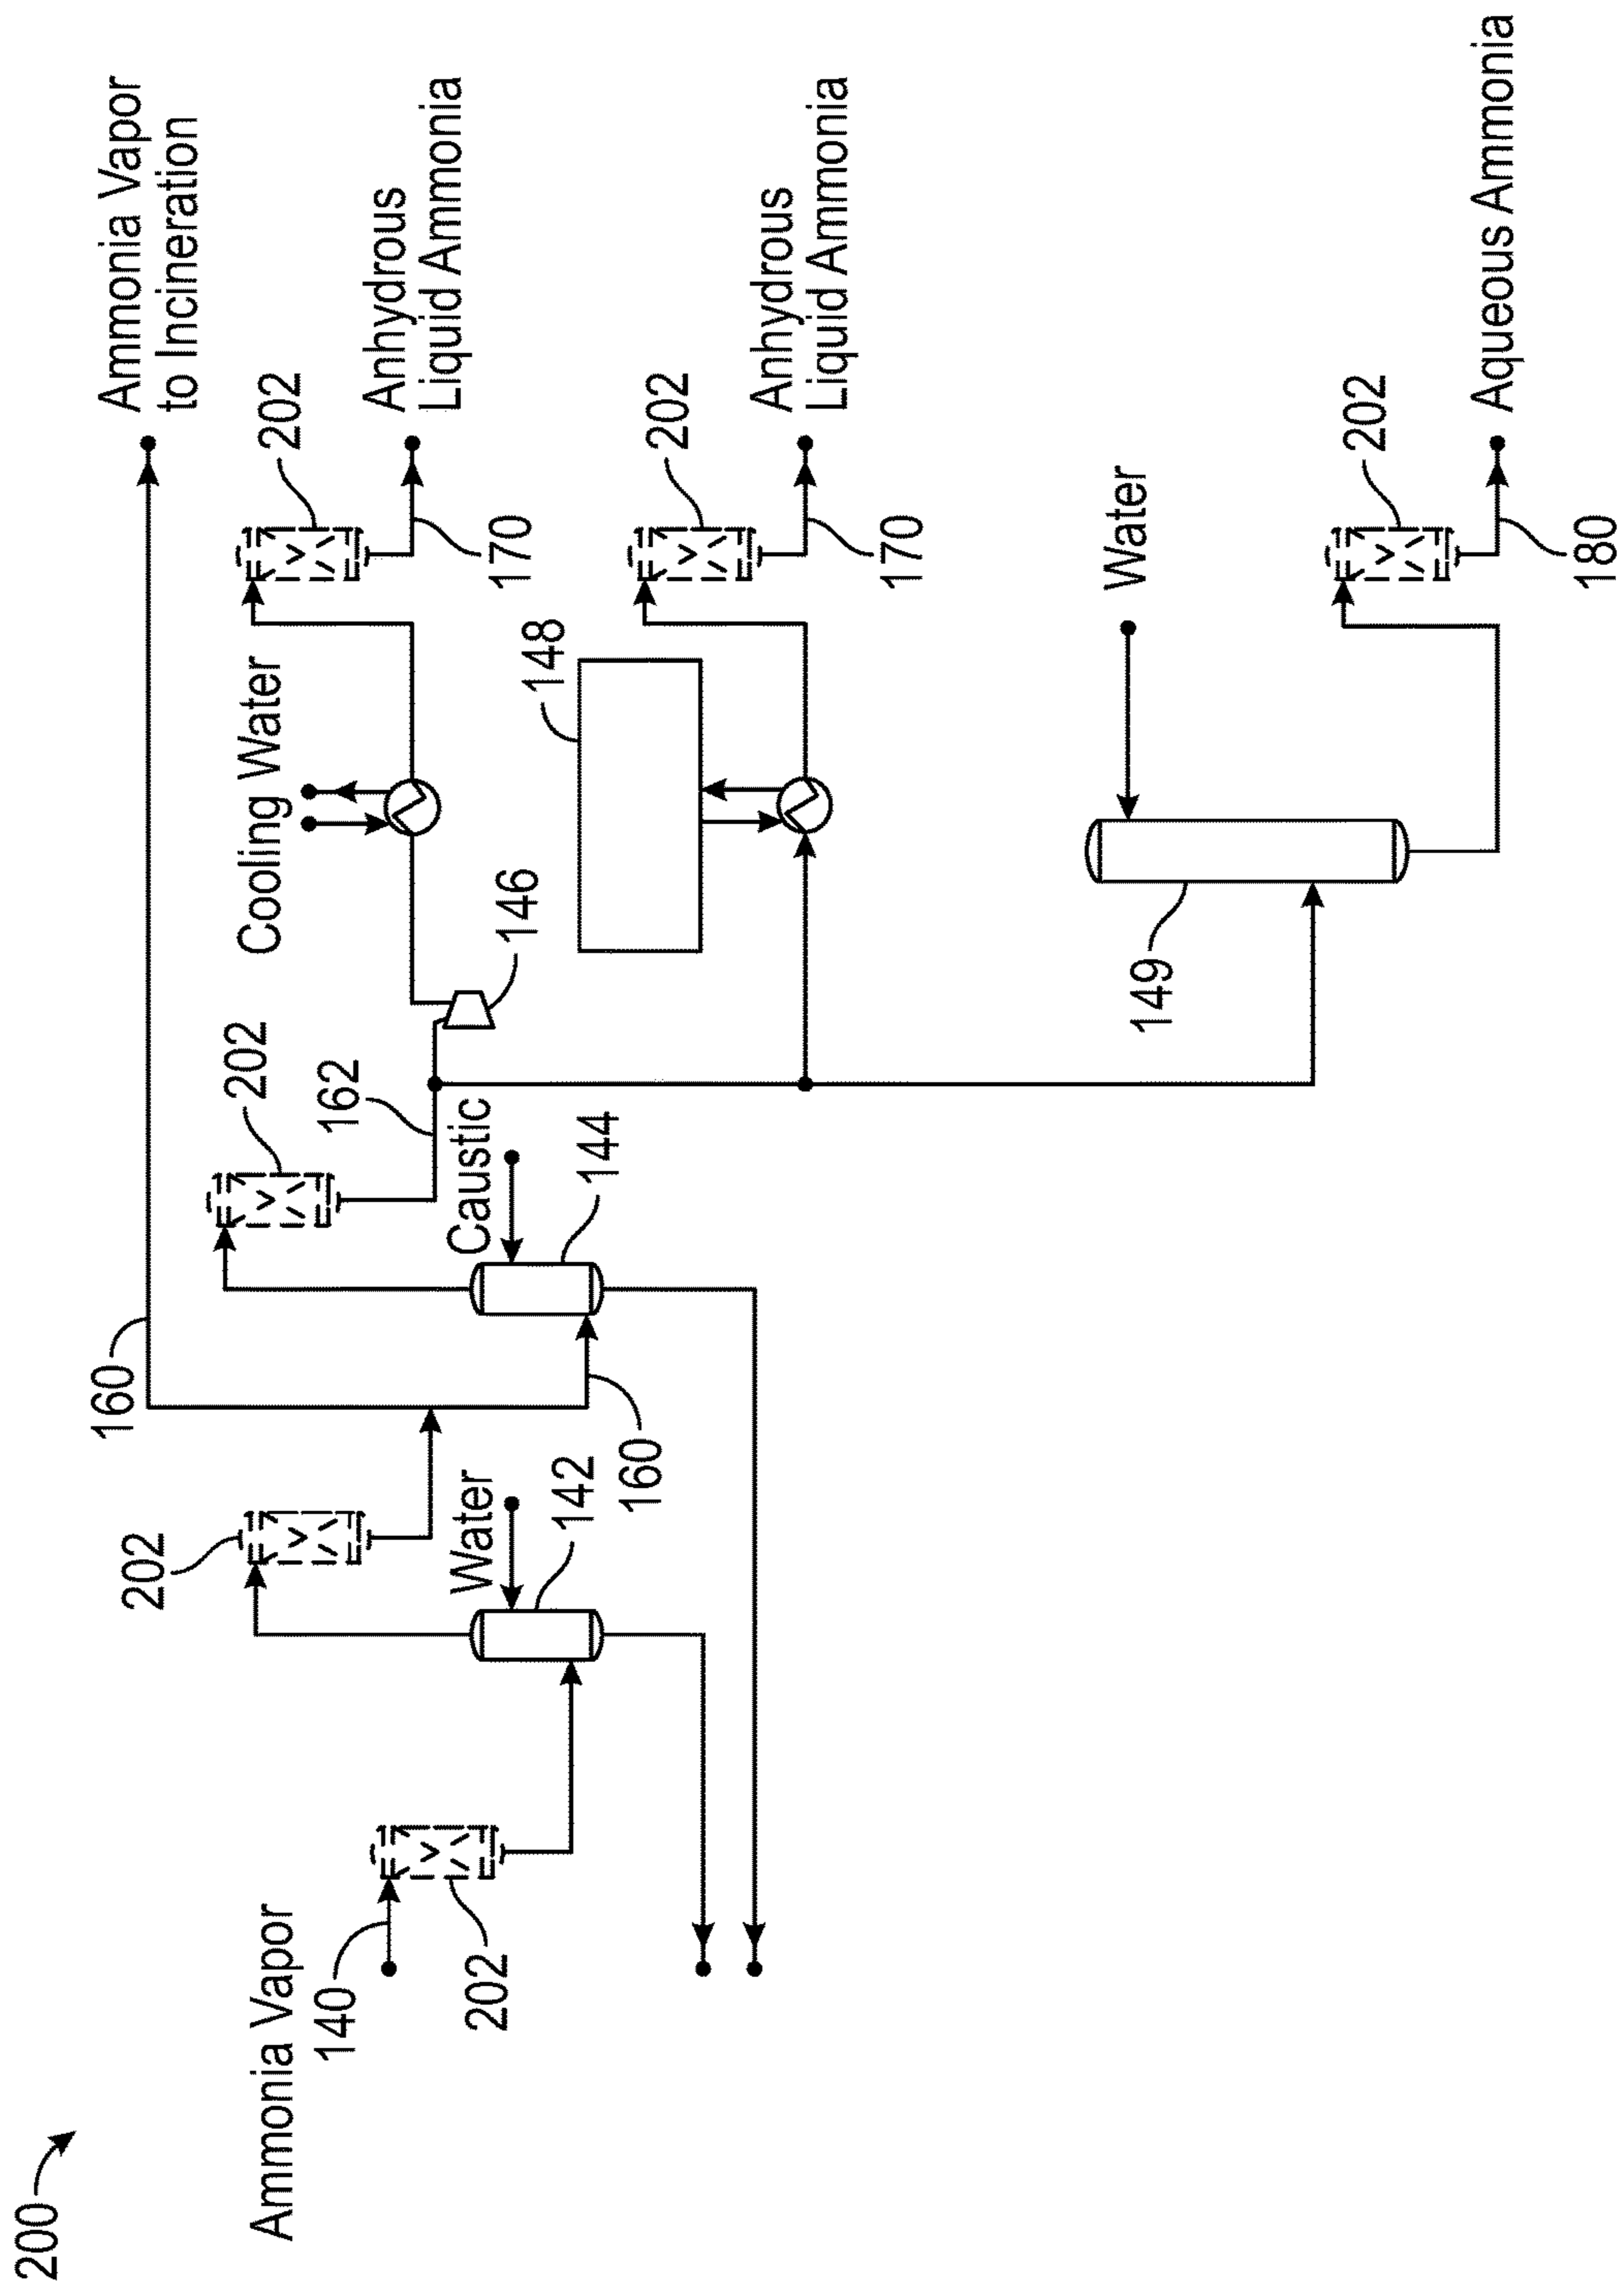 200
Ammonia Vapor
140
202
202
Water
142
160
160
202
Caustic
144
162
146
Cooling Water
148
149
Water
Ammonia Vapor
to Incineration
202
170
Anhydrous
Liquid Ammonia
202
170
Anhydrous
Liquid Ammonia
202
180
Aqueous Ammonia